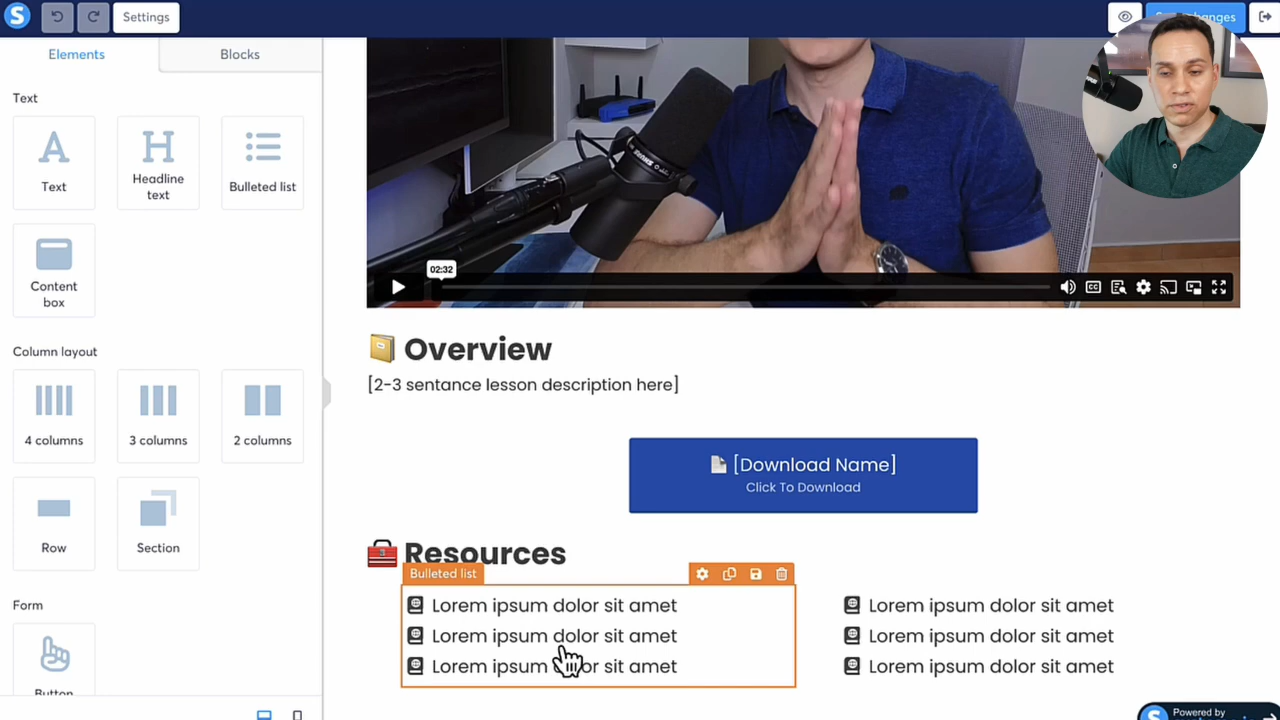 Settings
Elements
Blocks
Text
Text
Headline
text
Bulleted list
Content
box
Column layout
4 columns
3 columns
2 columns
Row
Section
Form
Button
02:32
CC
Overview
[2-3 sentance lesson description here]
[Download Name]
Click To Download
Resources
Bulleted list
Lorem ipsum dolor sit amet
Lorem ipsum dolor sit amet
Lorem ipsum dolor sit amet
Lorem ipsum dolor sit amet
Lorem ipsum dolor sit amet
Lorem ipsum dolor sit amet
Powered by